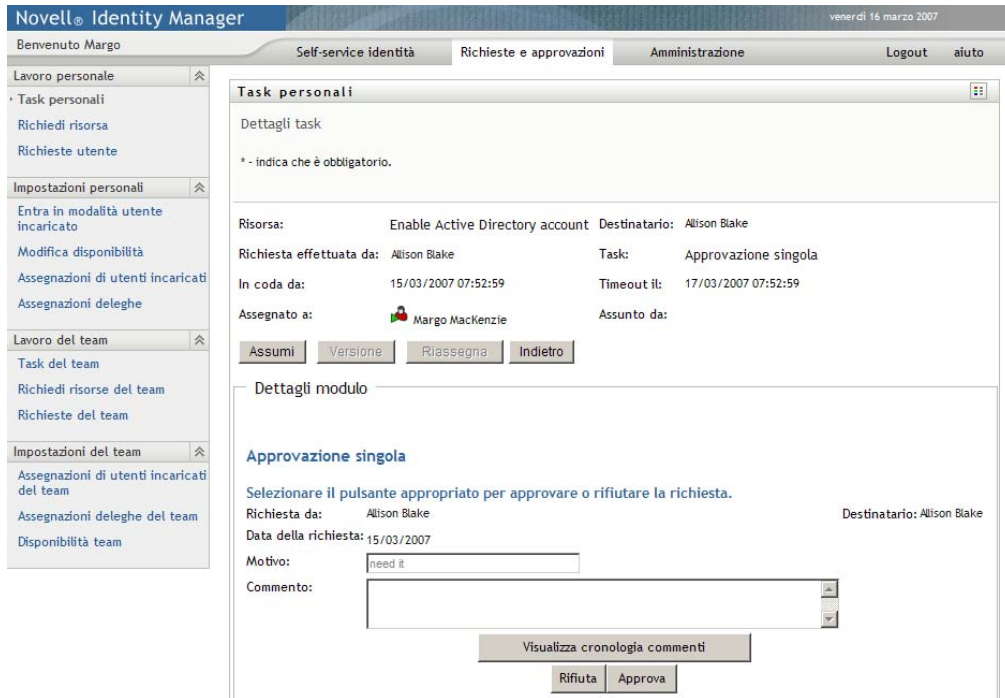 Novell® Identity Manager
venerdì 16 marzo 2007
Benvenuto Margo
Self-service identità
Richieste e approvazioni
Amministrazione
Logout
aiuto
Lavoro personale
Task personali
Richiedi risorsa
Richieste utente
Impostazioni personali
Entra in modalità utente
incaricato
Modifica disponibilità
Assegnazioni di utenti incaricati
Assegnazioni deleghe
Lavoro del team
Task del team
Richiedi risorse del team
Richieste del team
Impostazioni del team
Assegnazioni di utenti incaricati
del team
Assegnazioni deleghe del team
Disponibilità team
Task personali
Dettagli task
* - indica che è obbligatorio.
Risorsa: Enable Active Directory account Destinatario: Allison Blake
Richiesta effettuata da: Allison Blake Task: Approvazione singola
In coda da: 15/03/2007 07:52:59 Timeout il: 17/03/2007 07:52:59
Assegnato a: Margo MacKenzie Assunto da:
Assumi Versione Riassegna Indietro
Dettagli modulo
Approvazione singola
Selezionare il pulsante appropriato per approvare o rifiutare la richiesta.
Richiesta da: Allison Blake Destinatario: Allison Blake
Data della richiesta: 15/03/2007
Motivo: need it
Commento:
Visualizza cronologia commenti
Rifiuta Approva